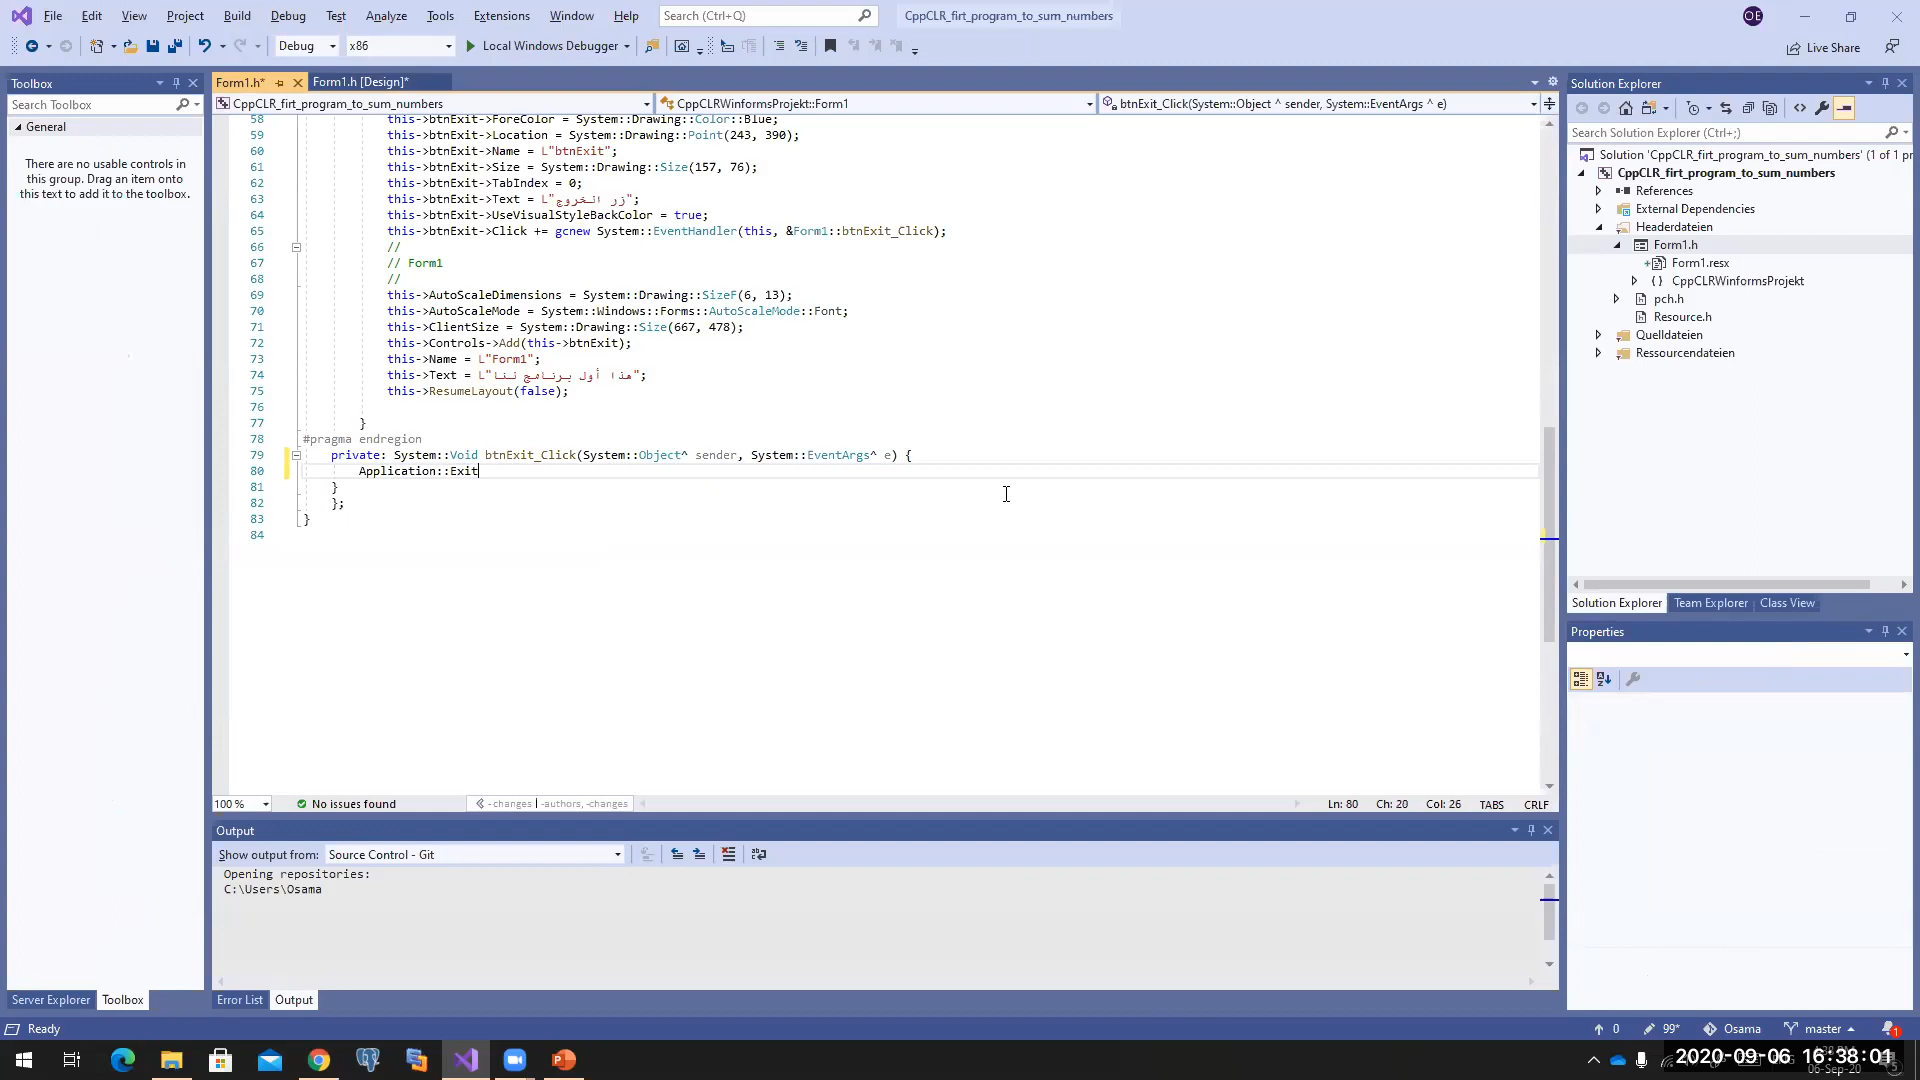 File Edit View Project Build Debug Test Analyze Tools Extensions Window Help Search (Ctrl+Q) CppCLR_firt_program_to_sum_numbers OE
Debug x86 Local Windows Debugger Live Share
Toolbox
Search Toolbox
General
There are no usable controls in
this group. Drag an item onto
this text to add it to the toolbox.
Server Explorer Toolbox
Form1.h* Form1.h [Design]*
CppCLR_firt_program_to_sum_numbers CppCLRWinformsProjekt::Form1 btnExit_Click(System::Object ^ sender, System::EventArgs ^ e)
58 this->btnExit->ForeColor = System::Drawing::Color::Blue;
59 this->btnExit->Location = System::Drawing::Point(243, 390);
60 this->btnExit->Name = L"btnExit";
61 this->btnExit->Size = System::Drawing::Size(157, 76);
62 this->btnExit->TabIndex = 0;
63 this->btnExit->Text = L"زر الخروج";
64 this->btnExit->UseVisualStyleBackColor = true;
65 this->btnExit->Click += gcnew System::EventHandler(this, &Form1::btnExit_Click);
66 //
67 // Form1
68 //
69 this->AutoScaleDimensions = System::Drawing::SizeF(6, 13);
70 this->AutoScaleMode = System::Windows::Forms::AutoScaleMode::Font;
71 this->ClientSize = System::Drawing::Size(667, 478);
72 this->Controls->Add(this->btnExit);
73 this->Name = L"Form1";
74 this->Text = L"هذا أول برنامج لنا";
75 this->ResumeLayout(false);
76
77 }
78 #pragma endregion
79 private: System::Void btnExit_Click(System::Object^ sender, System::EventArgs^ e) {
80 Application::Exit
81 }
82 };
83 }
84
100 % No issues found -changes | -authors, -changes Ln: 80 Ch: 20 Col: 26 TABS CRLF
Output
Show output from: Source Control - Git
Opening repositories:
C:\Users\Osama
Error List Output
Solution Explorer
Search Solution Explorer (Ctrl+;)
Solution 'CppCLR_firt_program_to_sum_numbers' (1 of 1 pr
CppCLR_firt_program_to_sum_numbers
References
External Dependencies
Headerdateien
Form1.h
Form1.resx
CppCLRWinformsProjekt
pch.h
Resource.h
Quelldateien
Ressourcendateien
Solution Explorer Team Explorer Class View
Properties
Ready 0 99* Osama master 1
2020-09-06 16:38:01
06-Sep-20 5